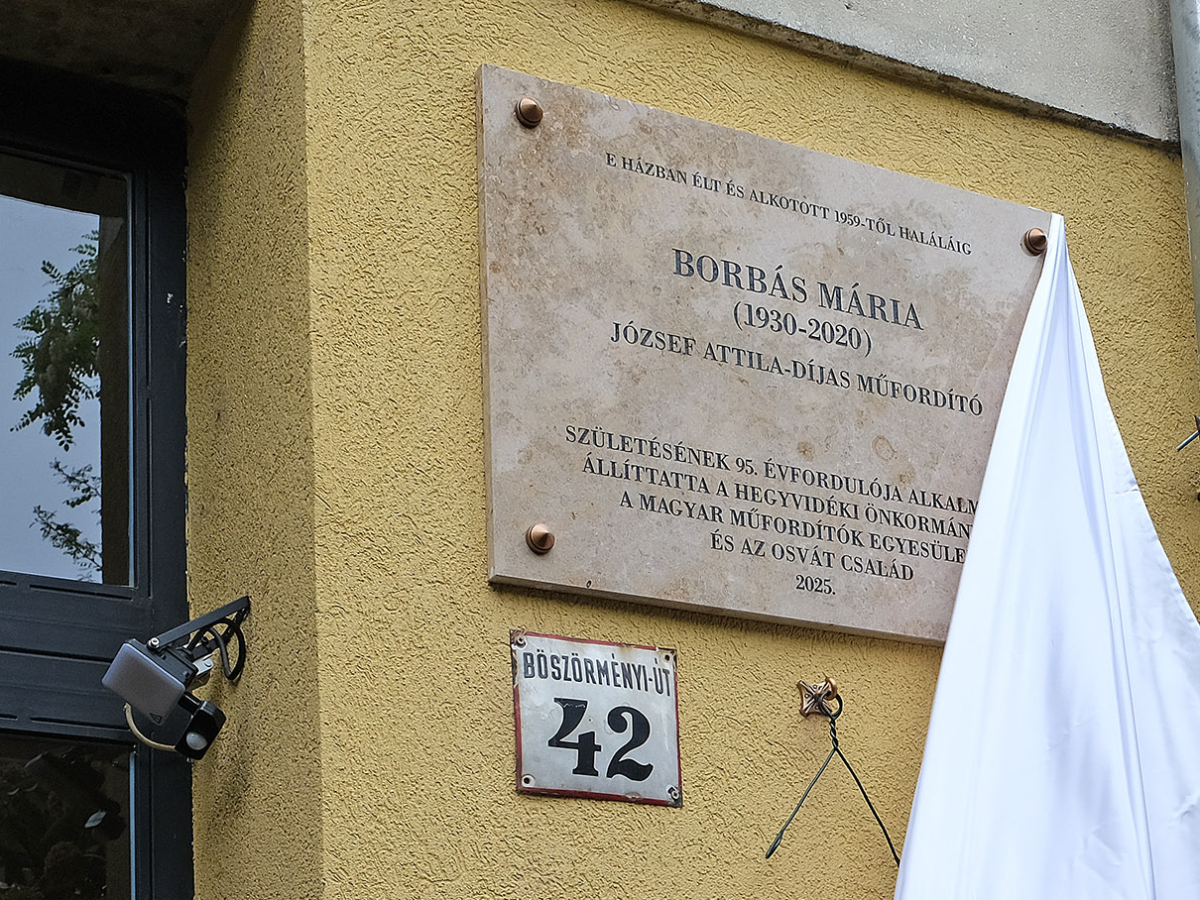 E HÁZBAN ÉLT ÉS ALKOTOTT 1959-TŐL HALÁLÁIG
BORBÁS MÁRIA
(1930-2020)
JÓZSEF ATTILA-DÍJAS MŰFORDÍTÓ
SZÜLETÉSÉNEK 95. ÉVFORDULÓJA ALKALM
ÁLLÍTTATTA A HEGYVIDÉKI ÖNKORMÁN
A MAGYAR MŰFORDÍTÓK EGYESÜLE
ÉS AZ OSVÁT CSALÁD
2025.
BÖSZÖRMÉNYI-ÚT
42